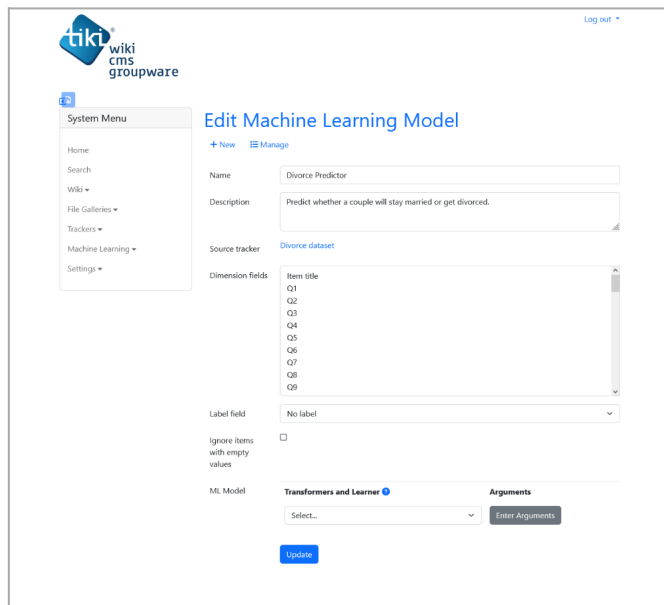 Log out
tiki
wiki
cms
groupware
System Menu
Home
Search
Wiki
File Galleries
Trackers
Machine Learning
Settings
Edit Machine Learning Model
+ New Manage
Name Divorce Predictor
Description Predict whether a couple will stay married or get divorced.
Source tracker Divorce dataset
Dimension fields Item title
Q1
Q2
Q3
Q4
Q5
Q6
Q7
Q8
Q9
Label field No label
Ignore items
with empty
values
ML Model Transformers and Learner ? Arguments
Select... Enter Arguments
Update